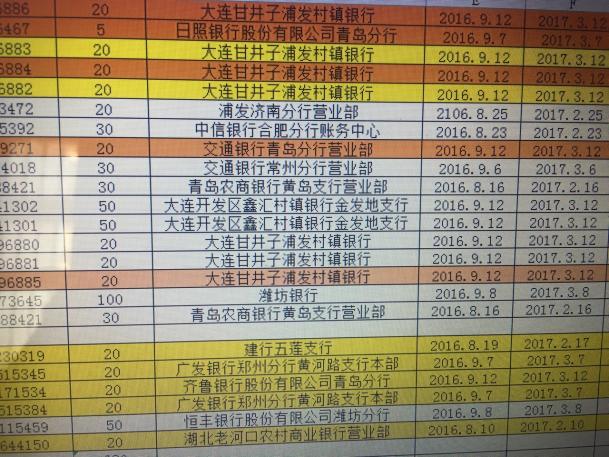 6886 20 大连甘井子浦发村镇银行 2016.9.12 2017.3.12
6467 5 日照银行股份有限公司青岛分行 2016.9.7 2017.3.7
6883 20 大连甘井子浦发村镇银行 2016.9.12 2017.3.12
6884 20 大连甘井子浦发村镇银行 2016.9.12 2017.3.12
6882 20 大连甘井子浦发村镇银行 2016.9.12 2017.3.12
3472 20 浦发济南分行营业部 2106.8.25 2017.2.25
5392 30 中信银行合肥分行账务中心 2016.8.23 2017.2.23
9271 20 交通银行青岛分行营业部 2016.9.12 2017.3.12
4018 30 交通银行常州分行营业部 2016.9.6 2017.3.6
38421 30 青岛农商银行黄岛支行营业部 2016.8.16 2017.2.16
41302 50 大连开发区鑫汇村镇银行金发地支行 2016.9.12 2017.3.12
41301 50 大连开发区鑫汇村镇银行金发地支行 2016.9.12 2017.3.12
96880 20 大连甘井子浦发村镇银行 2016.9.12 2017.3.12
96881 20 大连甘井子浦发村镇银行 2016.9.12 2017.3.12
96885 20 大连甘井子浦发村镇银行 2016.9.12 2017.3.12
73645 100 潍坊银行 2016.9.8 2017.3.8
88421 30 青岛农商银行黄岛支行营业部 2016.8.16 2017.2.16
230319 20 建行五莲支行 2016.8.19 2017.2.17
515345 20 广发银行郑州分行黄河路支行本部 2016.9.7 2017.3.7
171534 20 齐鲁银行股份有限公司青岛分行 2016.9.12 2017.3.12
515384 20 广发银行郑州分行黄河路支行本部 2016.9.7 2017.3.7
115459 50 恒丰银行股份有限公司潍坊分行 2016.9.8 2017.3.8
644150 20 湖北老河口农村商业银行营业部 2016.8.10 2017.2.10